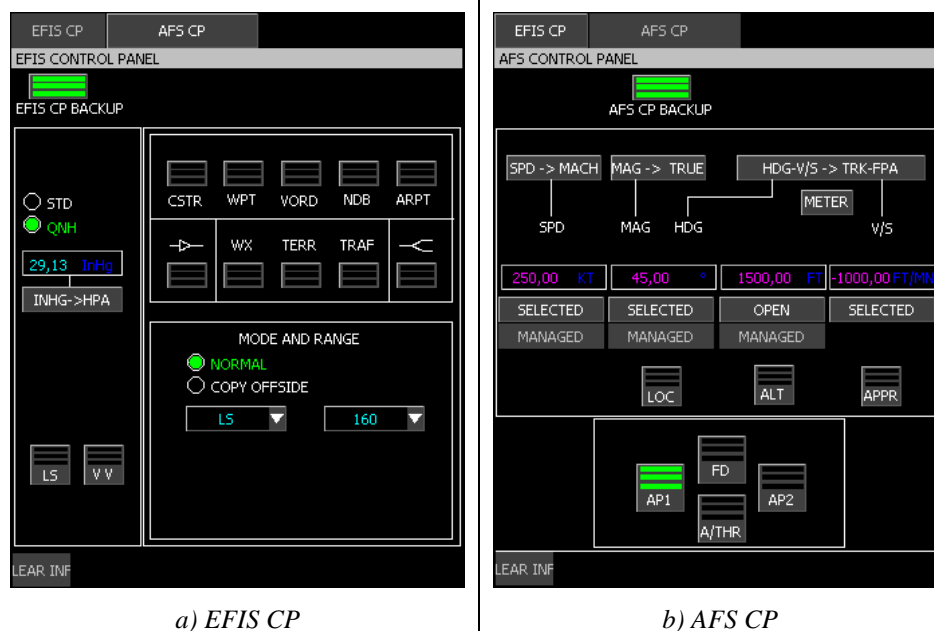 EFIS CP AFS CP
EFIS CONTROL PANEL
EFIS CP BACKUP
STD
QNH
29,13 InHg
INHG->HPA
LS V V
CSTR WPT VORD NDB ARPT
WX TERR TRAF
MODE AND RANGE
NORMAL
COPY OFFSIDE
LS 160
LEAR INF
a) EFIS CP
EFIS CP AFS CP
AFS CONTROL PANEL
AFS CP BACKUP
SPD -> MACH MAG -> TRUE HDG-V/S -> TRK-FPA
METER
SPD MAG HDG V/S
250,00 KT 45,00 ° 1500,00 FT -1000,00 FT/MN
SELECTED SELECTED OPEN SELECTED
MANAGED MANAGED MANAGED
LOC ALT APPR
FD
AP1 AP2
A/THR
LEAR INF
b) AFS CP